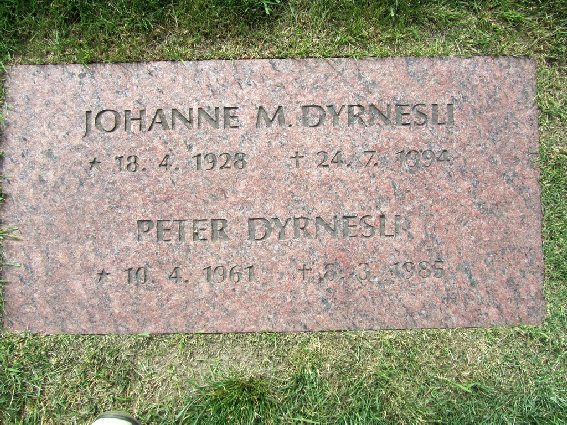 JOHANNE M. DYRNESLI
* 18. 4. 1928 † 24. 7. 1994
PETER DYRNESLI
* 10. 4. 1961 † 8. 3. 1985